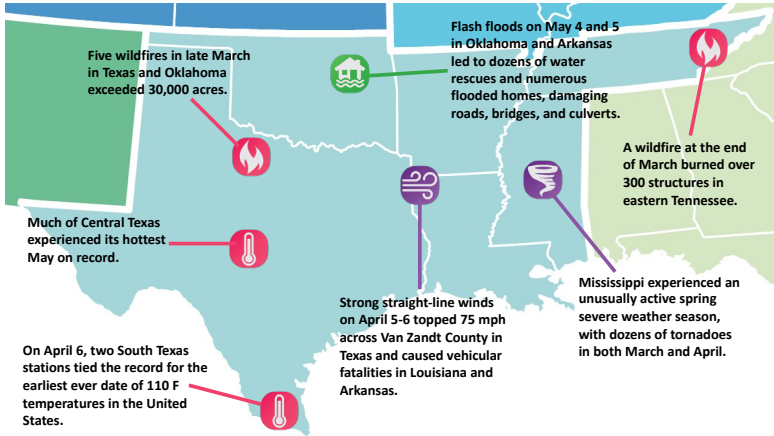 Five wildfires in late March
in Texas and Oklahoma
exceeded 30,000 acres.
Flash floods on May 4 and 5
in Oklahoma and Arkansas
led to dozens of water
rescues and numerous
flooded homes, damaging
roads, bridges, and culverts.
A wildfire at the end
of March burned over
300 structures in
eastern Tennessee.
Much of Central Texas
experienced its hottest
May on record.
Strong straight-line winds
on April 5-6 topped 75 mph
across Van Zandt County in
Texas and caused vehicular
fatalities in Louisiana and
Arkansas.
Mississippi experienced an
unusually active spring
severe weather season,
with dozens of tornadoes
in both March and April.
On April 6, two South Texas
stations tied the record for the
earliest ever date of 110 F
temperatures in the United
States.